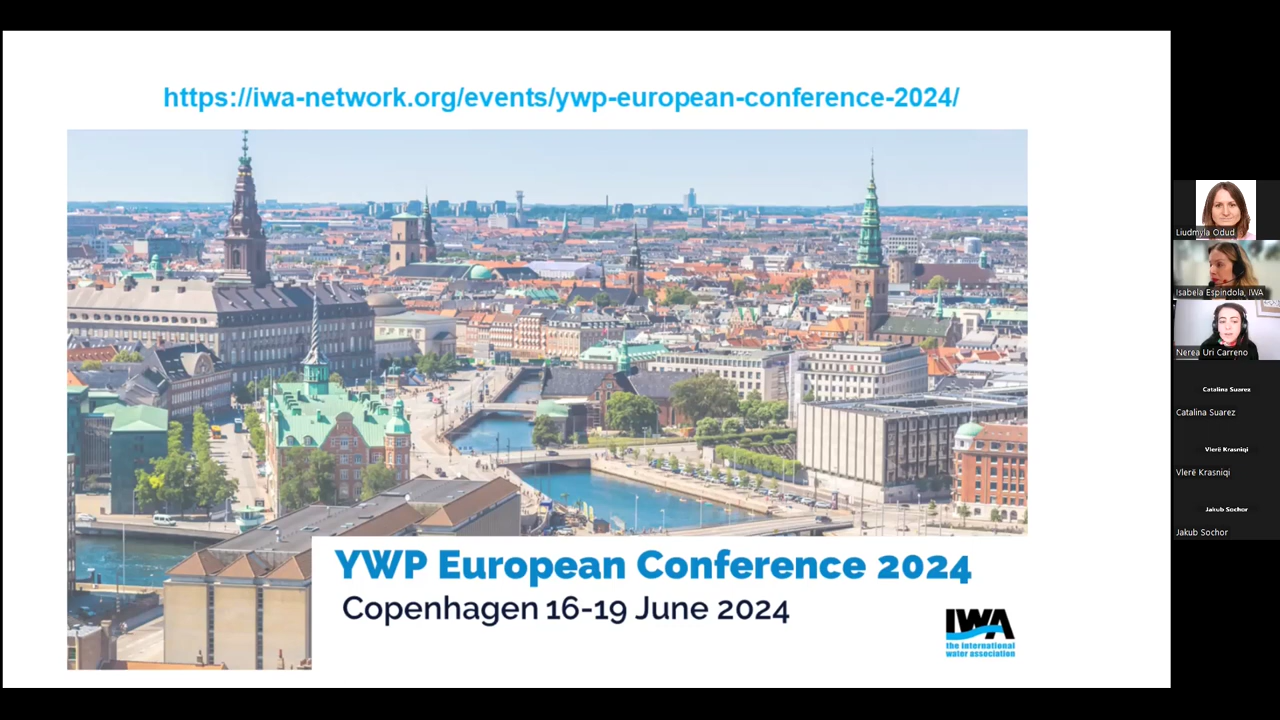 https://iwa-network.org/events/ywp-european-conference-2024/
YWP European Conference 2024
Copenhagen 16-19 June 2024
IWA
the international
water association
Liudmyla Odud
Isabela Espindola, IWA
Nerea Uri Carreno
Catalina Suarez
Catalina Suarez
Vlerë Krasniqi
Vlerë Krasniqi
Jakub Sochor
Jakub Sochor